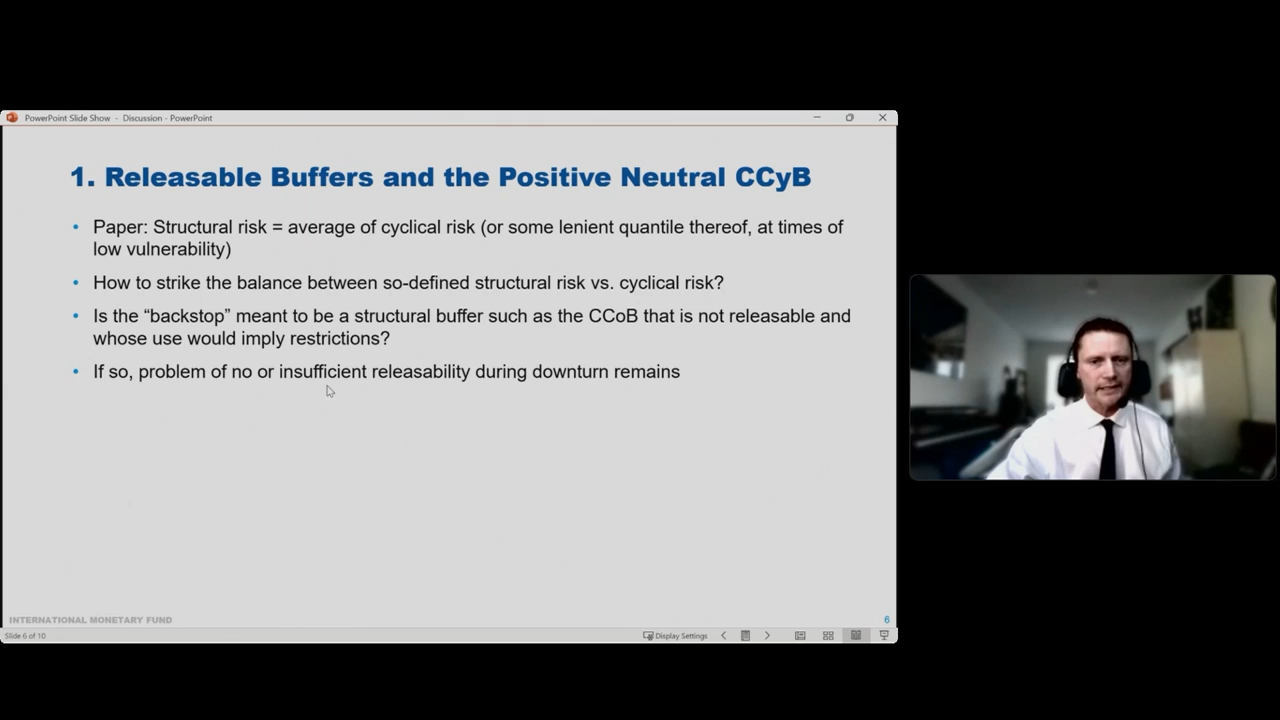 PowerPoint Slide Show - Discussion - PowerPoint
1. Releasable Buffers and the Positive Neutral CCyB
• Paper: Structural risk = average of cyclical risk (or some lenient quantile thereof, at times of
low vulnerability)
• How to strike the balance between so-defined structural risk vs. cyclical risk?
• Is the “backstop” meant to be a structural buffer such as the CCoB that is not releasable and
whose use would imply restrictions?
• If so, problem of no or insufficient releasability during downturn remains
INTERNATIONAL MONETARY FUND
6
Slide 6 of 10
Display Settings